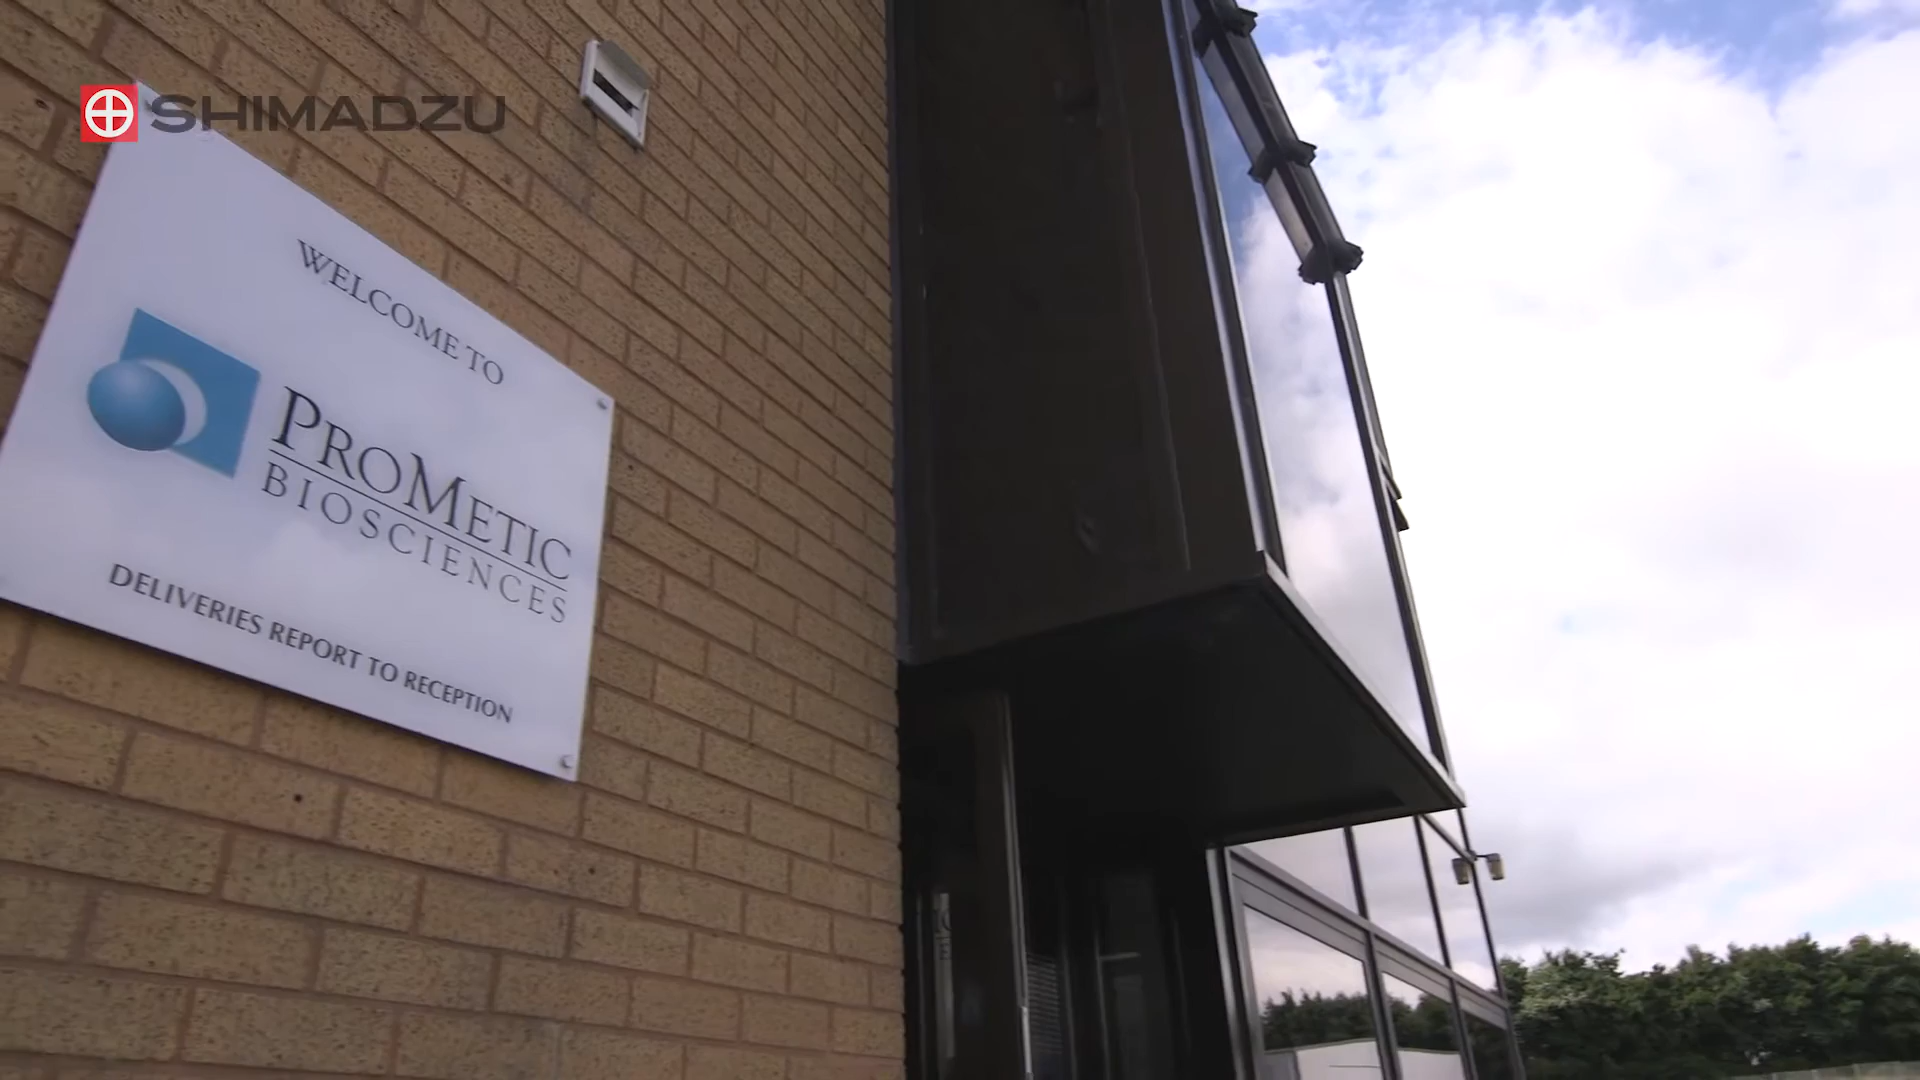 SHIMADZU
WELCOME TO
PROMETIC
BIOSCIENCES
DELIVERIES REPORT TO RECEPTION